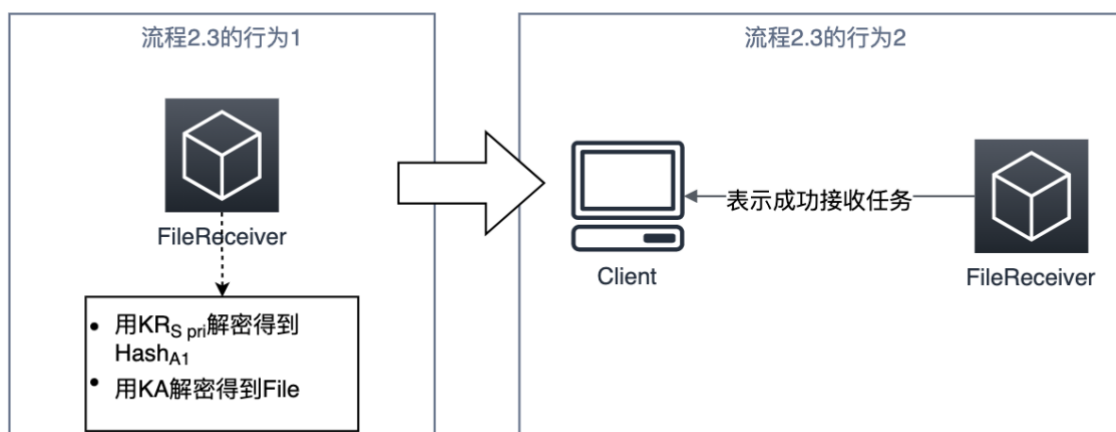 流程2.3的行为1
FileReceiver
用KRS pri解密得到
HashA1
用KA解密得到File
流程2.3的行为2
表示成功接收任务
Client
FileReceiver